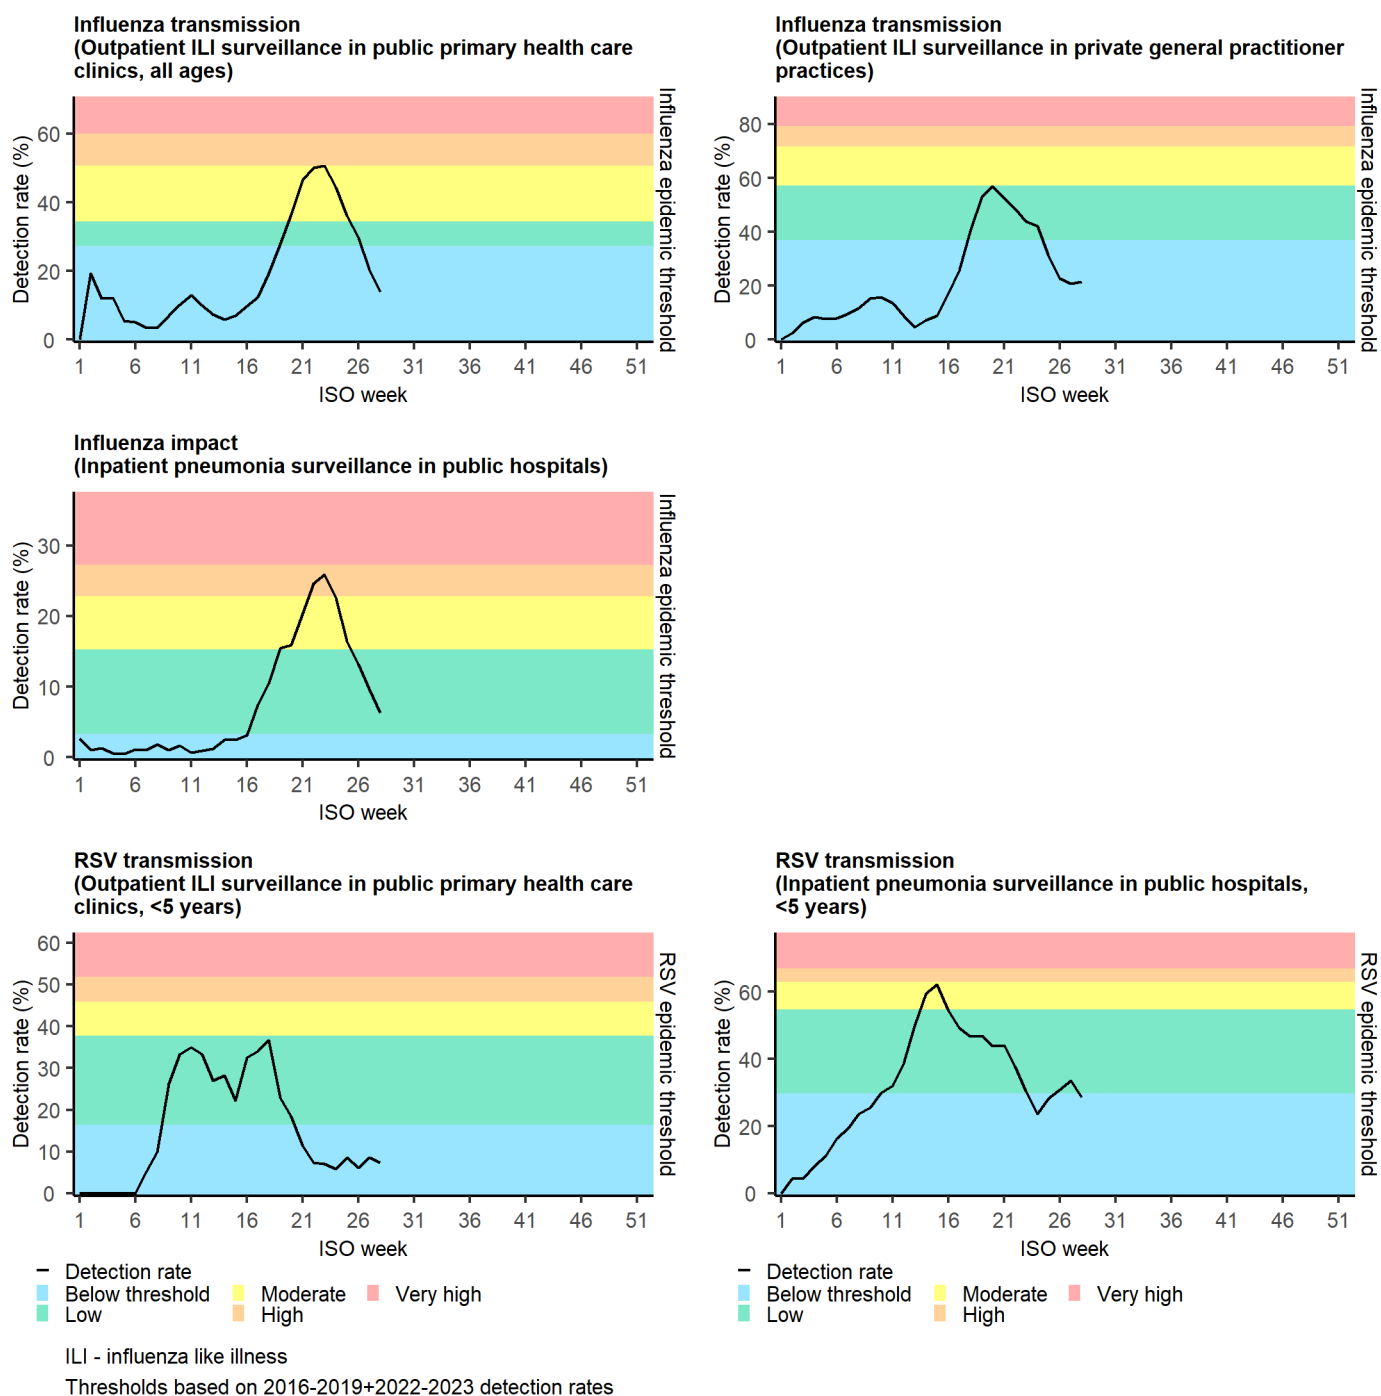 Influenza transmission
(Outpatient ILI surveillance in public primary health care
clinics, all ages)
Detection rate (%)
60
40
20
0
1 6 11 16 21 26 31 36 41 46 51
ISO week
Influenza epidemic threshold
Influenza transmission
(Outpatient ILI surveillance in private general practitioner
practices)
Detection rate (%)
80
60
40
20
0
1 6 11 16 21 26 31 36 41 46 51
ISO week
Influenza epidemic threshold
Influenza impact
(Inpatient pneumonia surveillance in public hospitals)
Detection rate (%)
30
20
10
0
1 6 11 16 21 26 31 36 41 46 51
ISO week
Influenza epidemic threshold
RSV transmission
(Outpatient ILI surveillance in public primary health care
clinics, <5 years)
Detection rate (%)
60
50
40
30
20
10
0
1 6 11 16 21 26 31 36 41 46 51
ISO week
RSV epidemic threshold
RSV transmission
(Inpatient pneumonia surveillance in public hospitals,
<5 years)
Detection rate (%)
60
40
20
0
1 6 11 16 21 26 31 36 41 46 51
ISO week
RSV epidemic threshold
Detection rate
Below threshold Moderate Very high
Low High
Detection rate
Below threshold Moderate Very high
Low High
ILI - influenza like illness
Thresholds based on 2016-2019+2022-2023 detection rates